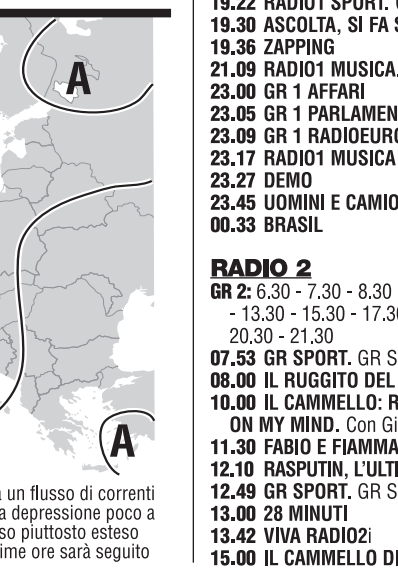 A
A
a un flusso di correnti
a depressione poco a
so piuttosto esteso
ime ore sarà seguito
19.22 RADIO1 SPORT.
19.30 ASCOLTA, SI FA S
19.36 ZAPPING
21.09 RADIO1 MUSICA.
23.00 GR 1 AFFARI
23.05 GR 1 PARLAMEN
23.09 GR 1 RADIOEURO
23.17 RADIO1 MUSICA
23.27 DEMO
23.45 UOMINI E CAMIO
00.33 BRASIL
RADIO 2
GR 2: 6.30 - 7.30 - 8.30
- 13.30 - 15.30 - 17.30
20.30 - 21.30
07.53 GR SPORT. GR S
08.00 IL RUGGITO DEL
10.00 IL CAMMELLO: R
ON MY MIND. Con Gi
11.30 FABIO E FIAMMA
12.10 RASPUTIN, L'ULTI
12.49 GR SPORT. GR S
13.00 28 MINUTI
13.42 VIVA RADIO2i
15.00 IL CAMMELLO DI